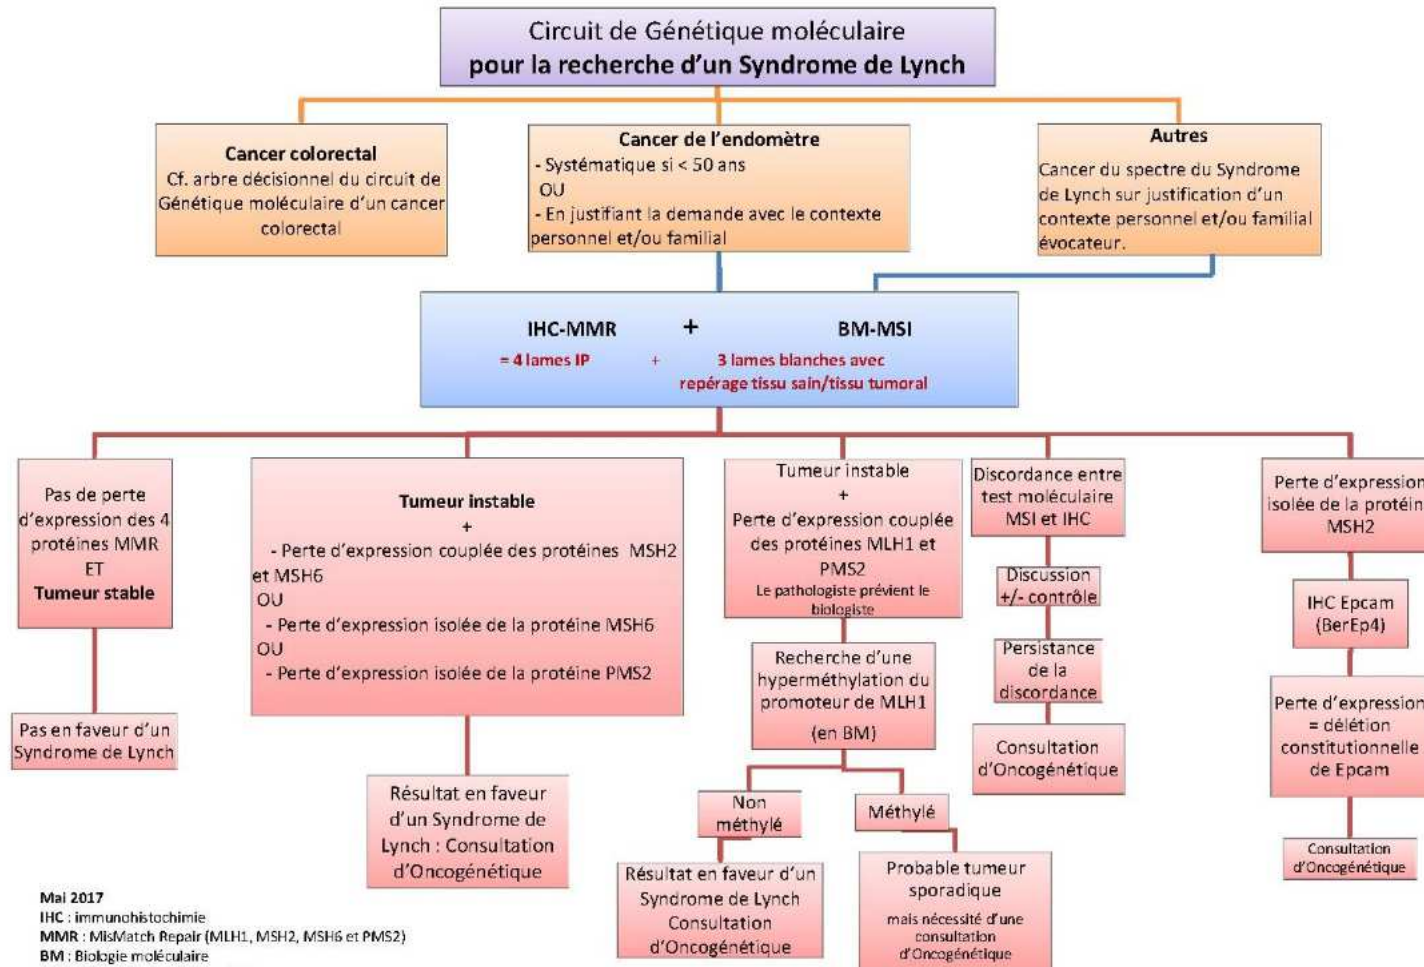 Circuit de Génétique moléculaire
pour la recherche d'un Syndrome de Lynch
Cancer colorectal
Cf. arbre décisionnel du circuit de
Génétique moléculaire d'un cancer
colorectal
Cancer de l'endomètre
- Systématique si < 50 ans
OU
- En justifiant la demande avec le contexte
personnel et/ou familial
Autres
Cancer du spectre du Syndrome
de Lynch sur justification d'un
contexte personnel et/ou familial
évocateur.
IHC-MMR + BM-MSI
= 4 lames IP + 3 lames blanches avec
repérage tissu sain/tissu tumoral
Pas de perte
d'expression des 4
protéines MMR
ET
Tumeur stable
Pas en faveur d'un
Syndrome de Lynch
Tumeur instable
+
- Perte d'expression couplée des protéines MSH2
et MSH6
OU
- Perte d'expression isolée de la protéine MSH6
OU
- Perte d'expression isolée de la protéine PMS2
Résultat en faveur
d'un Syndrome de
Lynch : Consultation
d'Oncogénétique
Tumeur instable
+
Perte d'expression couplée
des protéines MLH1 et
PMS2
Le pathologiste prévient le
biologiste
Recherche d'une
hyperméthylation du
promoteur de MLH1
(en BM)
Non
méthylé
Résultat en faveur d'un
Syndrome de Lynch
Consultation
d'Oncogénétique
Méthylé
Probable tumeur
sporadique
mais nécessité d'une
consultation
d'Oncogénétique
Discordance entre
test moléculaire
MSI et IHC
Discussion
+/- contrôle
Persistance
de la
discordance
Consultation
d'Oncogénétique
Perte d'expression
isolée de la protéine
MSH2
IHC Epcam
(BerEp4)
Perte d'expression
= délétion
constitutionnelle
de Epcam
Consultation
d'Oncogénétique
Mai 2017
IHC : immunohistochimie
MMR : MisMatch Repair (MLH1, MSH2, MSH6 et PMS2)
BM : Biologie moléculaire